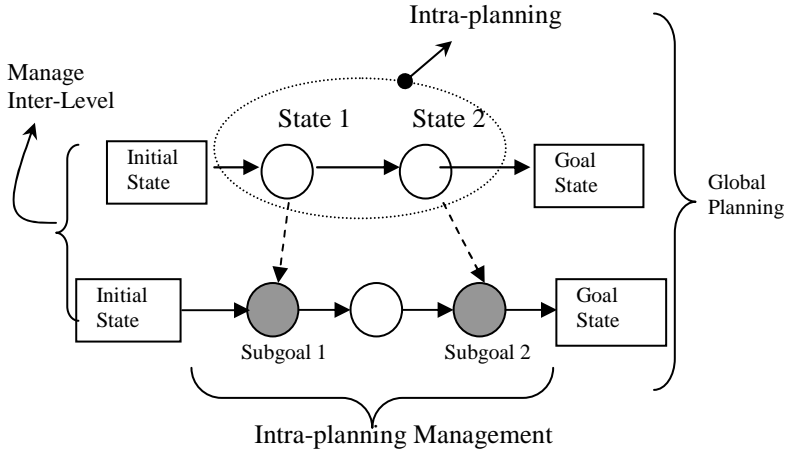 Intra-planning
Manage
Inter-Level
State 1
State 2
Initial
State
Goal
State
Global
Planning
Initial
State
Goal
State
Subgoal 1
Subgoal 2
Intra-planning Management